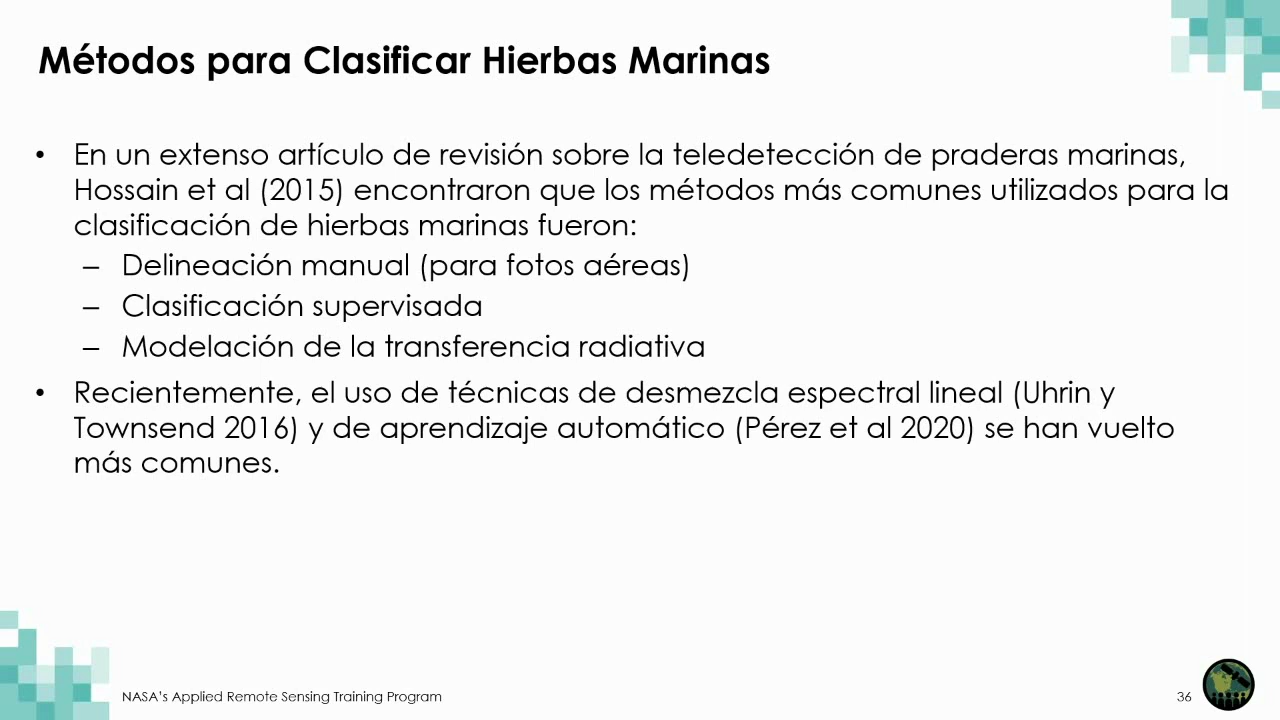 Métodos para Clasificar Hierbas Marinas
• En un extenso artículo de revisión sobre la teledetección de praderas marinas,
Hossain et al (2015) encontraron que los métodos más comunes utilizados para la
clasificación de hierbas marinas fueron:
– Delineación manual (para fotos aéreas)
– Clasificación supervisada
– Modelación de la transferencia radiativa
• Recientemente, el uso de técnicas de desmezcla espectral lineal (Uhrin y
Townsend 2016) y de aprendizaje automático (Pérez et al 2020) se han vuelto
más comunes.
NASA's Applied Remote Sensing Training Program
36